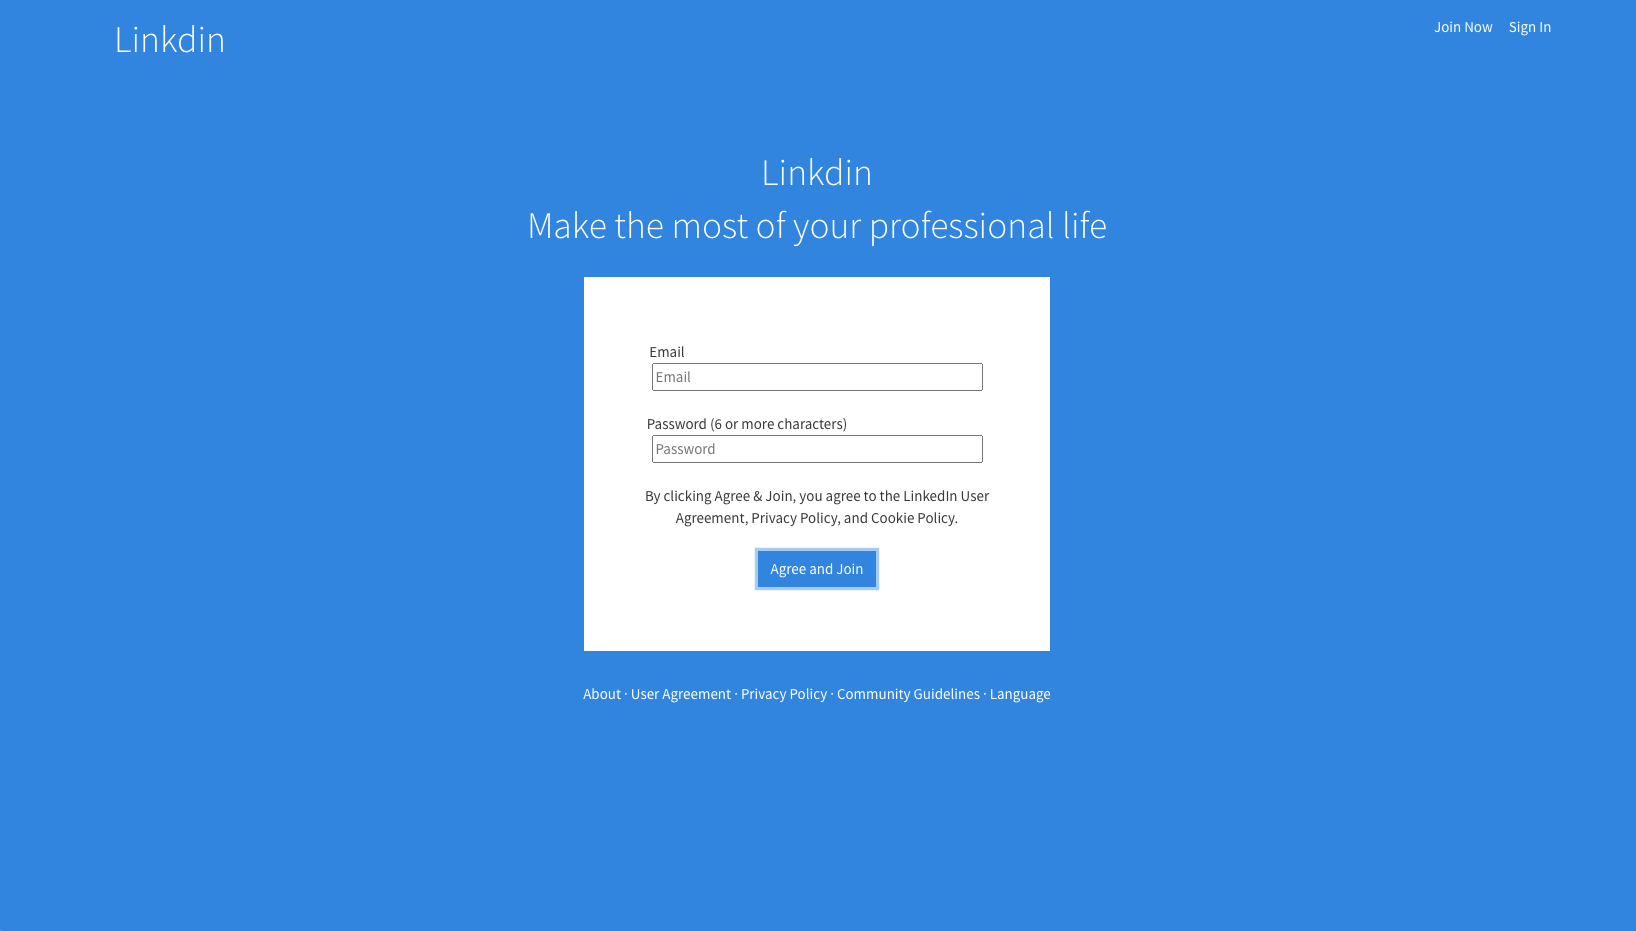 Linkdin
Join Now Sign In
Linkdin
Make the most of your professional life
Email
Email
Password (6 or more characters)
Password
By clicking Agree & Join, you agree to the LinkedIn User
Agreement, Privacy Policy, and Cookie Policy.
Agree and Join
About · User Agreement · Privacy Policy · Community Guidelines · Language